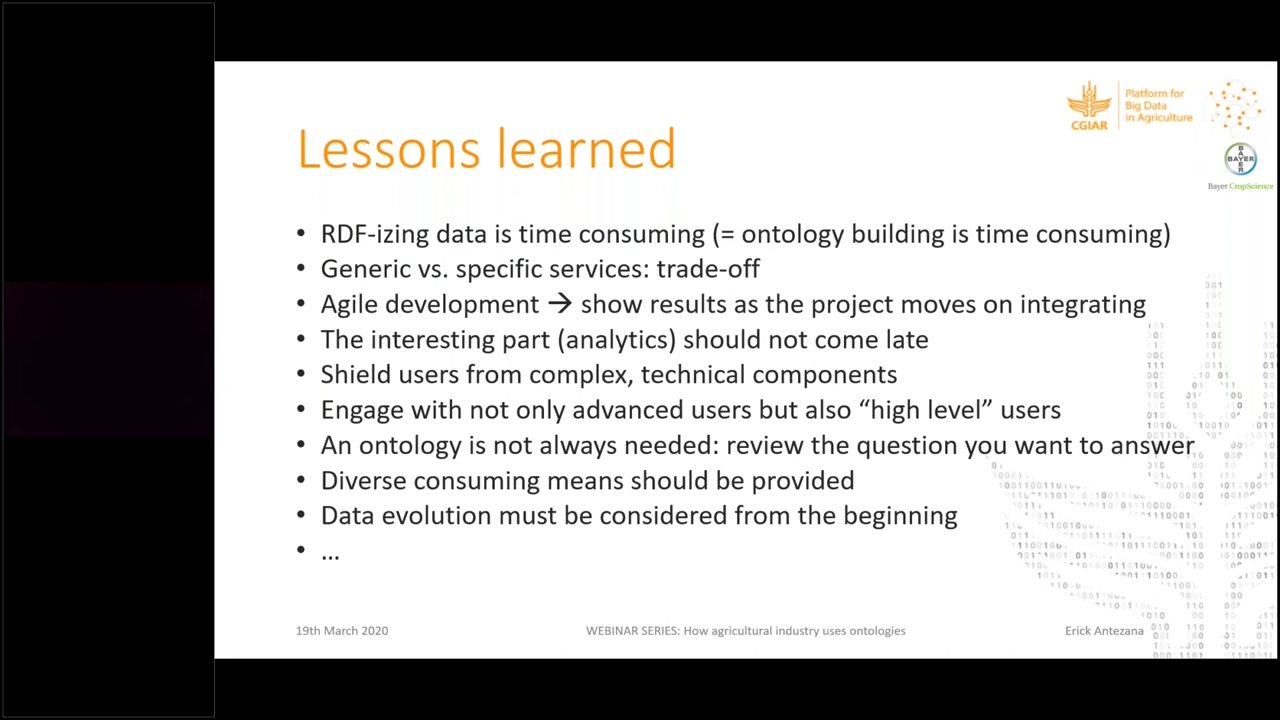 CGIAR
Platform for
Big Data
in Agriculture
BAYER
BAYER
Bayer CropScience
Lessons learned
• RDF-izing data is time consuming (= ontology building is time consuming)
• Generic vs. specific services: trade-off
• Agile development → show results as the project moves on integrating
• The interesting part (analytics) should not come late
• Shield users from complex, technical components
• Engage with not only advanced users but also “high level” users
• An ontology is not always needed: review the question you want to answer
• Diverse consuming means should be provided
• Data evolution must be considered from the beginning
• ...
19th March 2020
WEBINAR SERIES: How agricultural industry uses ontologies
Erick Antezana